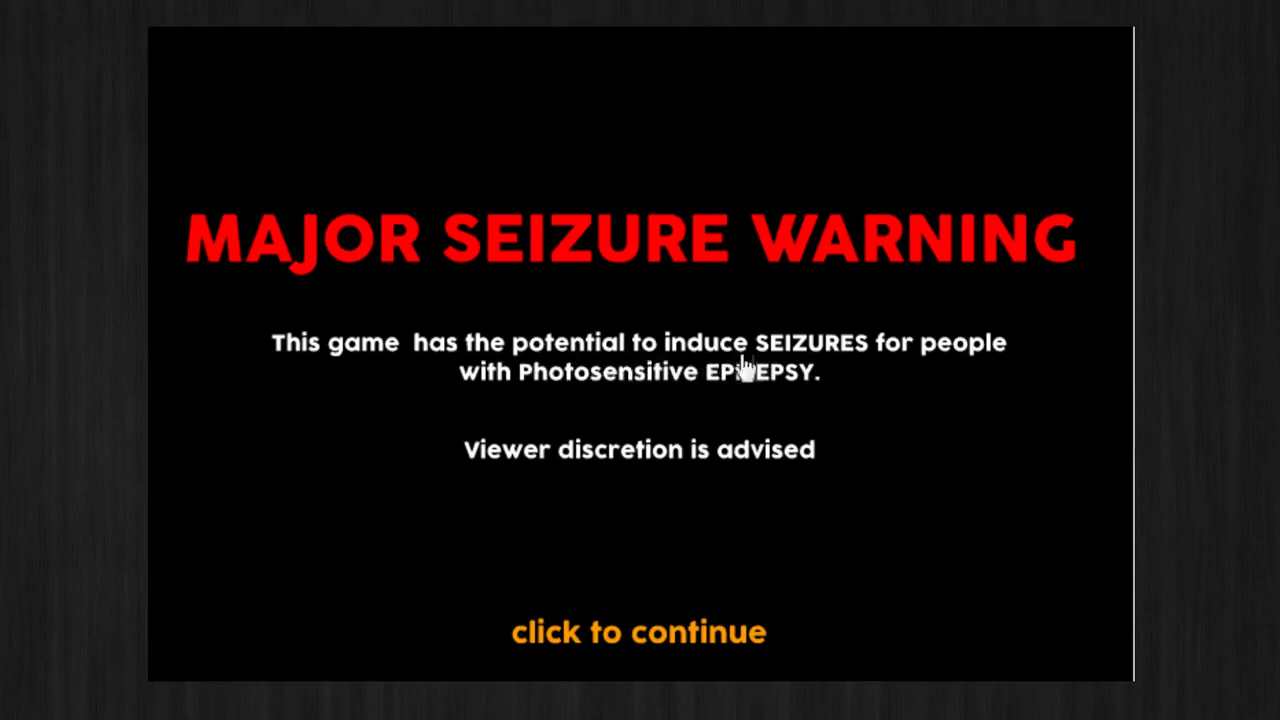 MAJOR SEIZURE WARNING
This game has the potential to induce SEIZURES for people
with Photosensitive EPILEPSY.
Viewer discretion is advised
click to continue